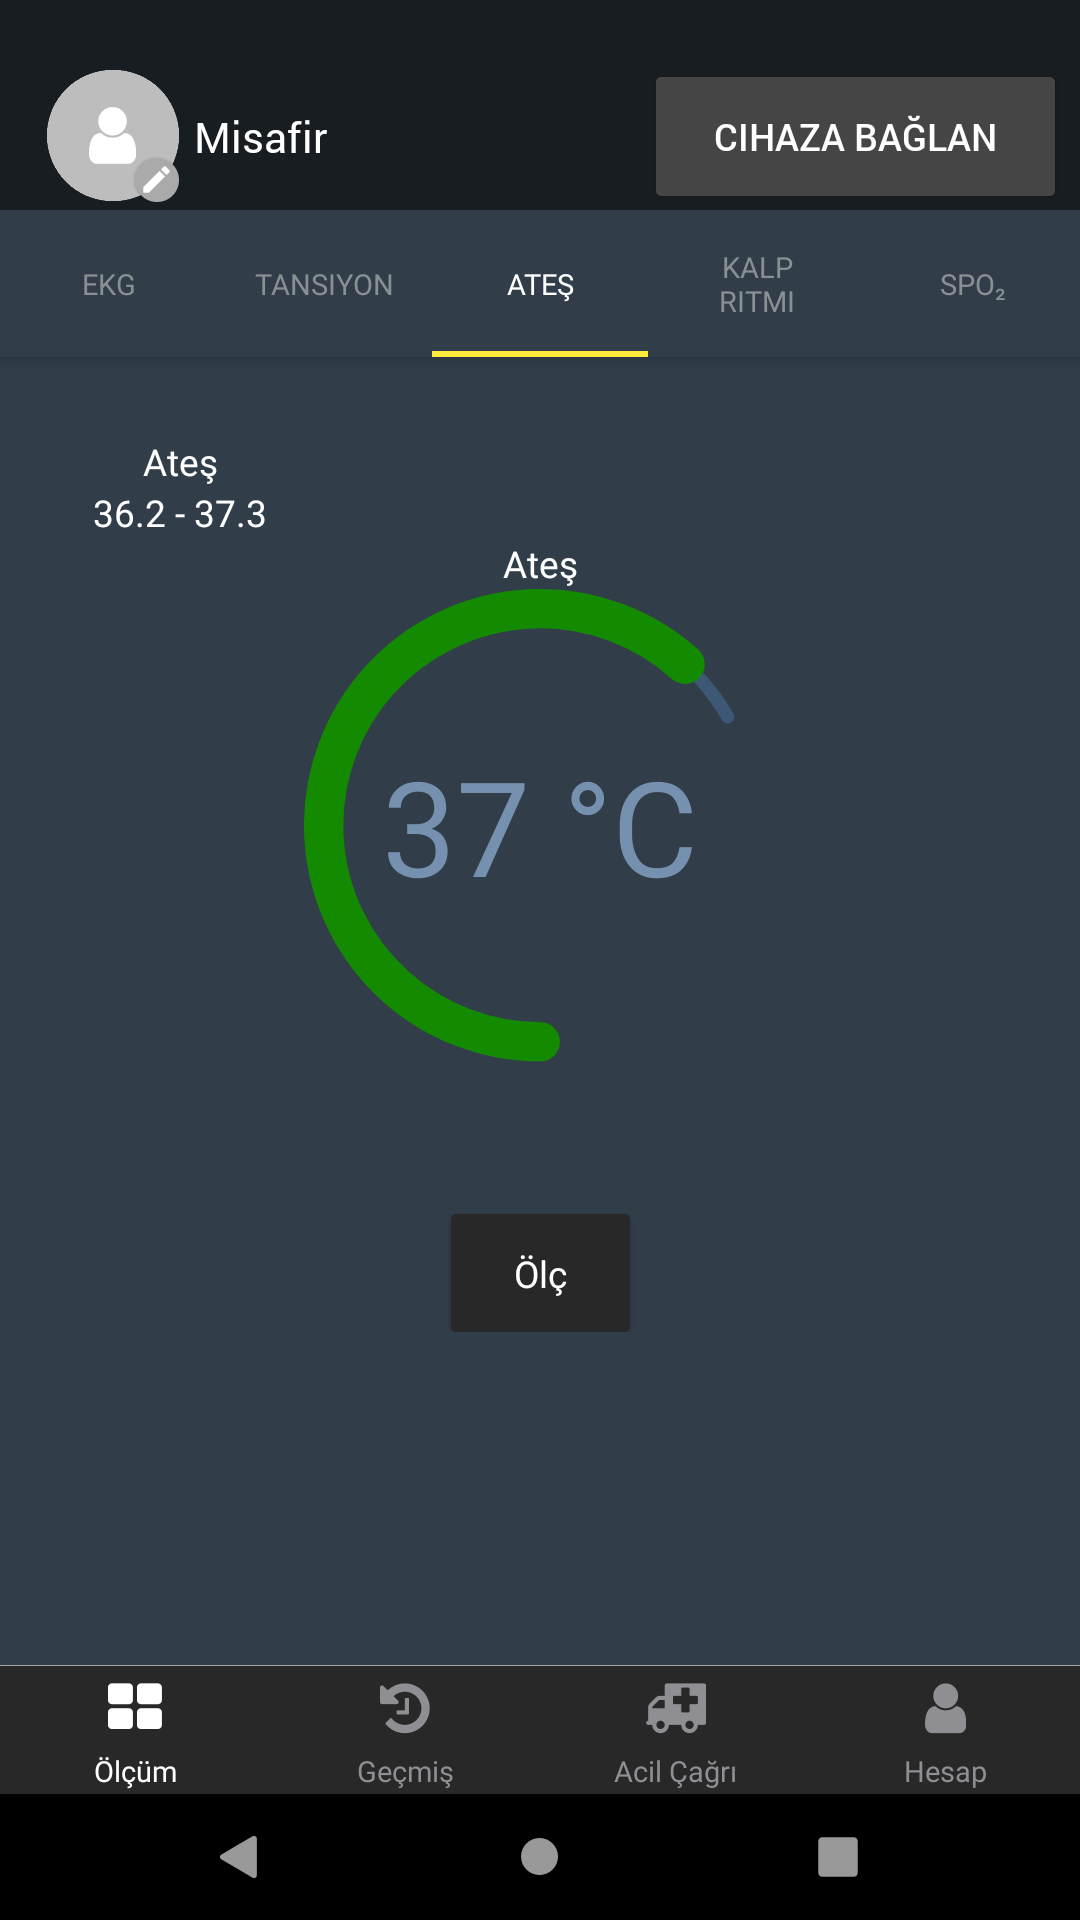 Misafir
CIHAZA BAĞLAN
EKG
TANSIYON
ATEŞ
KALP
RITMI
SPO₂
Ateş
36.2 - 37.3
Ateş
37 °C
Ölç
Ölçüm
Geçmiş
Acil Çağrı
Hesap